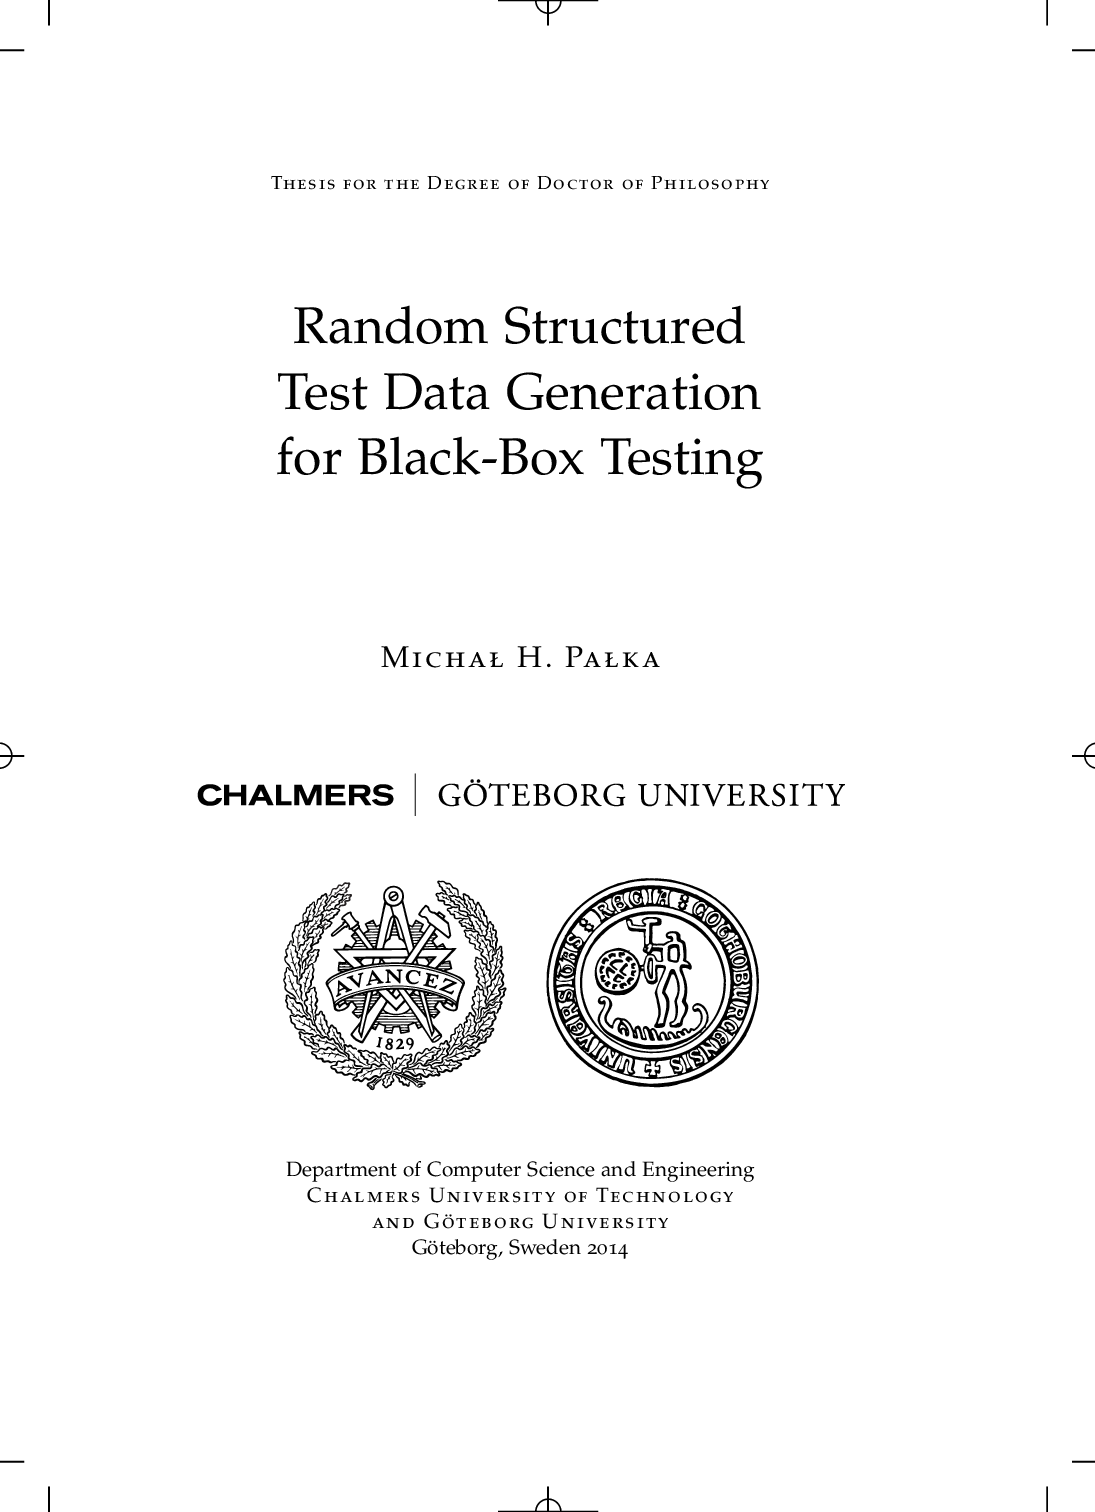 Thesis for the Degree of Doctor of Philosophy
Random Structured
Test Data Generation
for Black-Box Testing
Michał H. Pałka
CHALMERS | GÖTEBORG UNIVERSITY
AVANCEZ
1829
UNIVERSITAS : REGIA : GOTHOBURGENSIS
Department of Computer Science and Engineering
Chalmers University of Technology
and Göteborg University
Göteborg, Sweden 2014